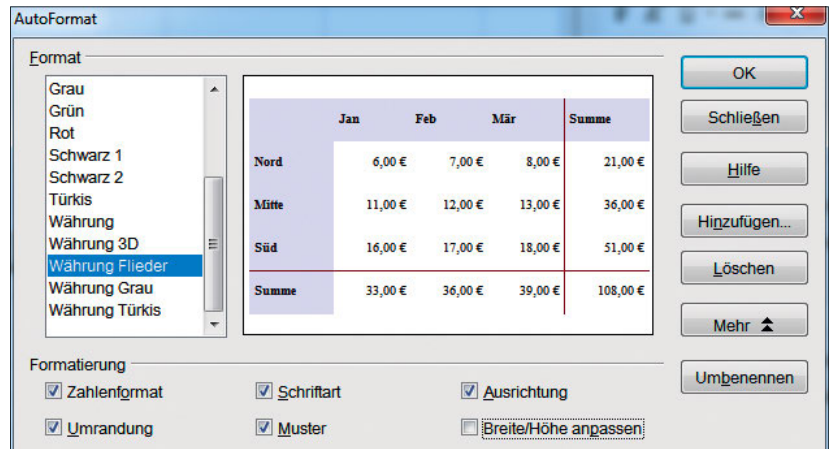 AutoFormat
Format
Grau
Grün
Rot
Schwarz 1
Schwarz 2
Türkis
Währung
Währung 3D
Währung Flieder
Währung Grau
Währung Türkis
Jan Feb Mär Summe
Nord 6,00 € 7,00 € 8,00 € 21,00 €
Mitte 11,00 € 12,00 € 13,00 € 36,00 €
Süd 16,00 € 17,00 € 18,00 € 51,00 €
Summe 33,00 € 36,00 € 39,00 € 108,00 €
OK
Schließen
Hilfe
Hinzufügen...
Löschen
Mehr
Umbenennen
Formatierung
Zahlenformat Schriftart Ausrichtung
Umrandung Muster Breite/Höhe anpassen